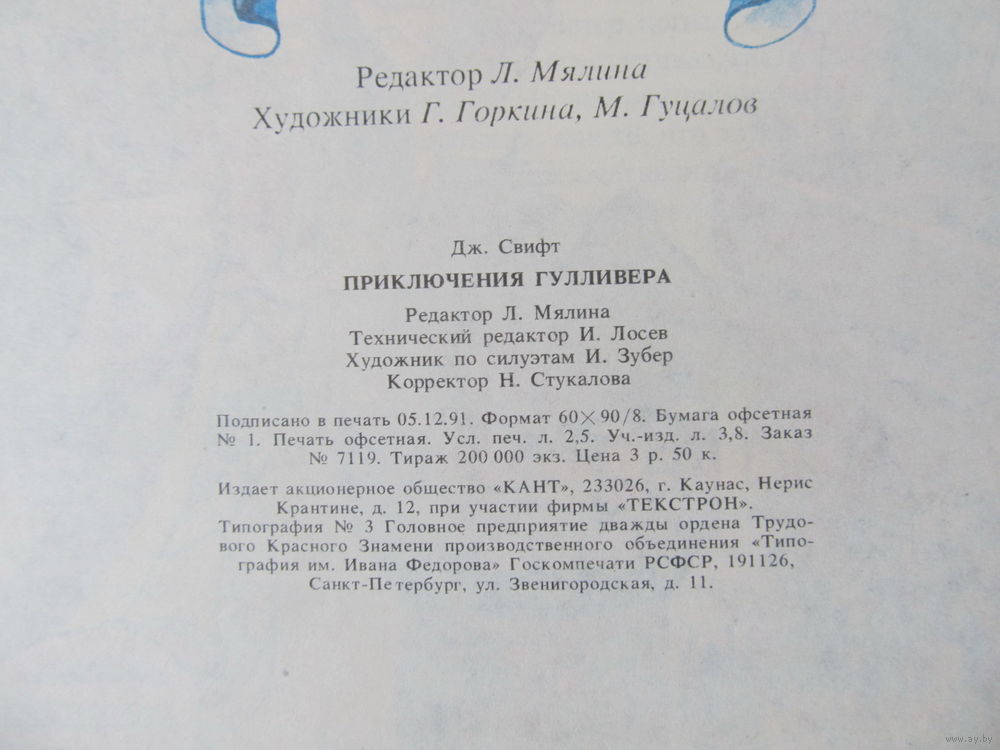 Редактор Л. Мялина
Художники Г. Горкина, М. Гуцалов
Дж. Свифт
ПРИКЛЮЧЕНИЯ ГУЛЛИВЕРА
Редактор Л. Мялина
Технический редактор И. Лосев
Художник по силуэтам И. Зубер
Корректор Н. Стукалова
Подписано в печать 05.12.91. Формат 60×90/8. Бумага офсетная
№ 1. Печать офсетная. Усл. печ. л. 2,5. Уч.-изд. л. 3,8. Заказ
№ 7119. Тираж 200 000 экз. Цена 3 р. 50 к.
Издает акционерное общество «КАНТ», 233026, г. Каунас, Нерис
Крантине, д. 12, при участии фирмы «ТЕКСТРОН».
Типография № 3 Головное предприятие дважды ордена Трудо-
вого Красного Знамени производственного объединения «Типо-
графия им. Ивана Федорова» Госкомпечати РСФСР, 191126,
Санкт-Петербург, ул. Звенигородская, д. 11.
www.ay.by